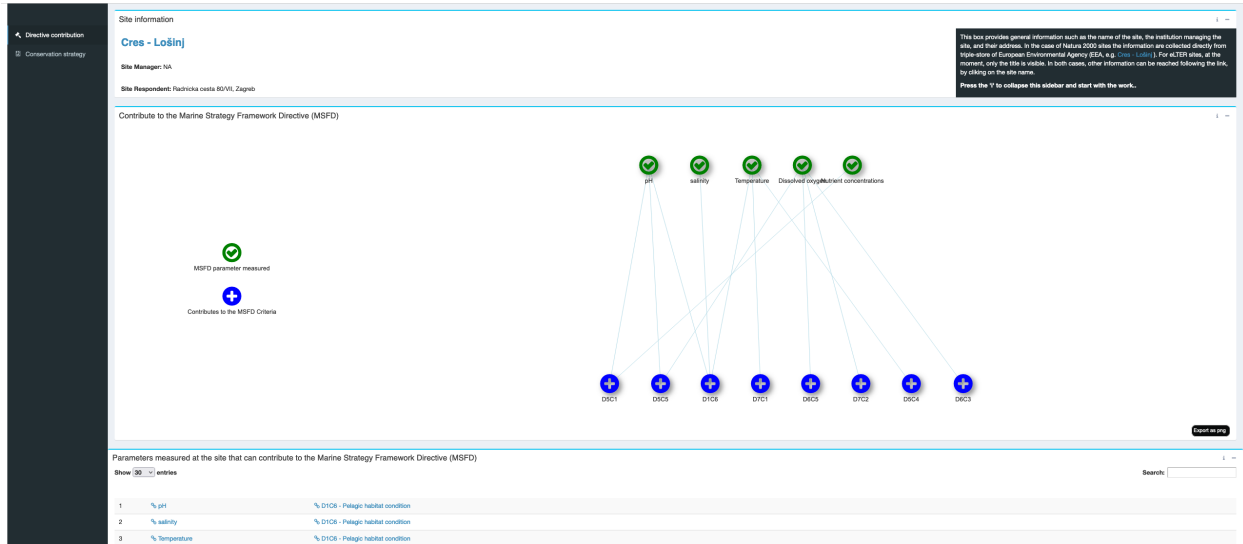 Directive contribution
Conservation strategy
Site information
Cres - Lošinj
Site Manager: NA
Site Respondent: Radnicka cesta 80/VII, Zagreb
This box provides general information such as the name of the site, the institution managing the
site, and their address. In the case of Natura 2000 sites the information are collected directly from
triple-store of European Environmental Agency (EEA, e.g. Cres - Lošinj ). For eLTER sites, at the
moment, only the title is visible. In both cases, other information can be reached following the link,
by cliking on the site name.
Press the 'i' to collapse this sidebar and start with the work..
Contribute to the Marine Strategy Framework Directive (MSFD)
pH
salinity
Temperature
Dissolved oxygen
Nutrient concentrations
MSFD parameter measured
Contributes to the MSFD Criteria
D5C1
D5C5
D1C6
D7C1
D6C5
D7C2
D5C4
D6C3
Export as png
Parameters measured at the site that can contribute to the Marine Strategy Framework Directive (MSFD)
Show 30 entries
Search:
1 pH D1C6 - Pelagic habitat condition
2 salinity D1C6 - Pelagic habitat condition
3 Temperature D1C6 - Pelagic habitat condition